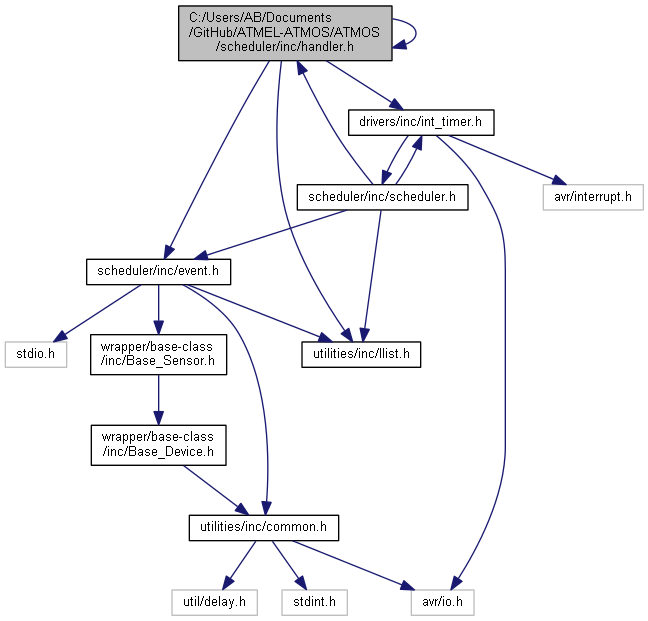 C:/Users/AB/Documents
/GitHub/ATMEL-ATMOS/ATMOS
/scheduler/inc/handler.h
drivers/inc/int_timer.h
scheduler/inc/scheduler.h
avr/interrupt.h
scheduler/inc/event.h
stdio.h
wrapper/base-class
/inc/Base_Sensor.h
utilities/inc/llist.h
wrapper/base-class
/inc/Base_Device.h
utilities/inc/common.h
util/delay.h
stdint.h
avr/io.h